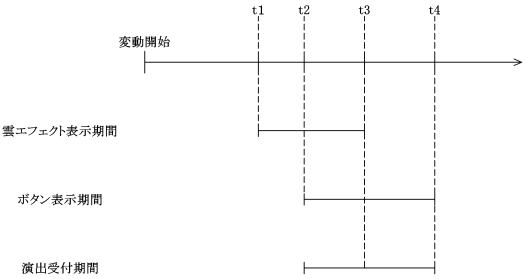 t1 t2 t3 t4
変動開始
雲エフェクト表示期間
ボタン表示期間
演出受付期間